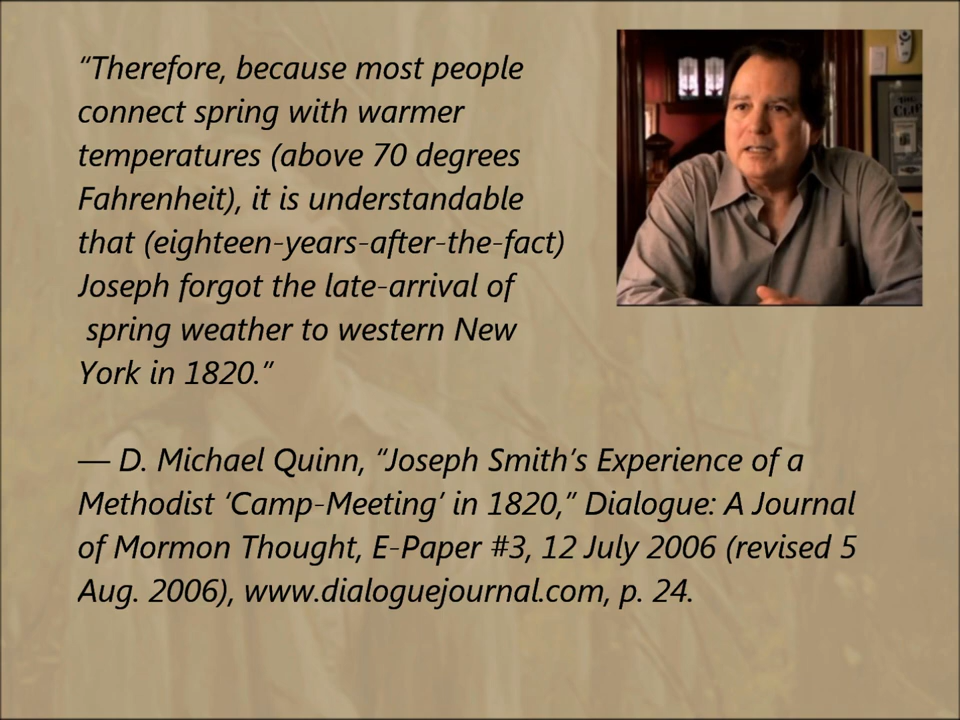 “Therefore, because most people
connect spring with warmer
temperatures (above 70 degrees
Fahrenheit), it is understandable
that (eighteen-years-after-the-fact)
Joseph forgot the late-arrival of
spring weather to western New
York in 1820.”
— D. Michael Quinn, “Joseph Smith’s Experience of a
Methodist ‘Camp-Meeting’ in 1820,” Dialogue: A Journal
of Mormon Thought, E-Paper #3, 12 July 2006 (revised 5
Aug. 2006), www.dialoguejournal.com, p. 24.